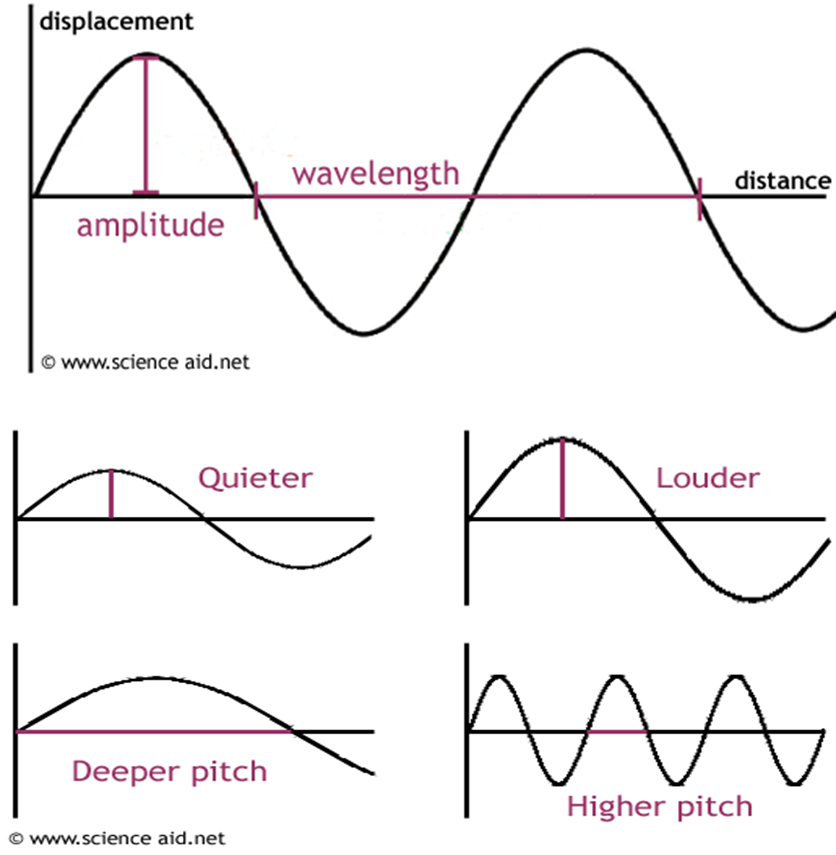 displacement
wavelength
distance
amplitude
© www.science aid.net
Quieter
Louder
Deeper pitch
Higher pitch
© www.science aid.net